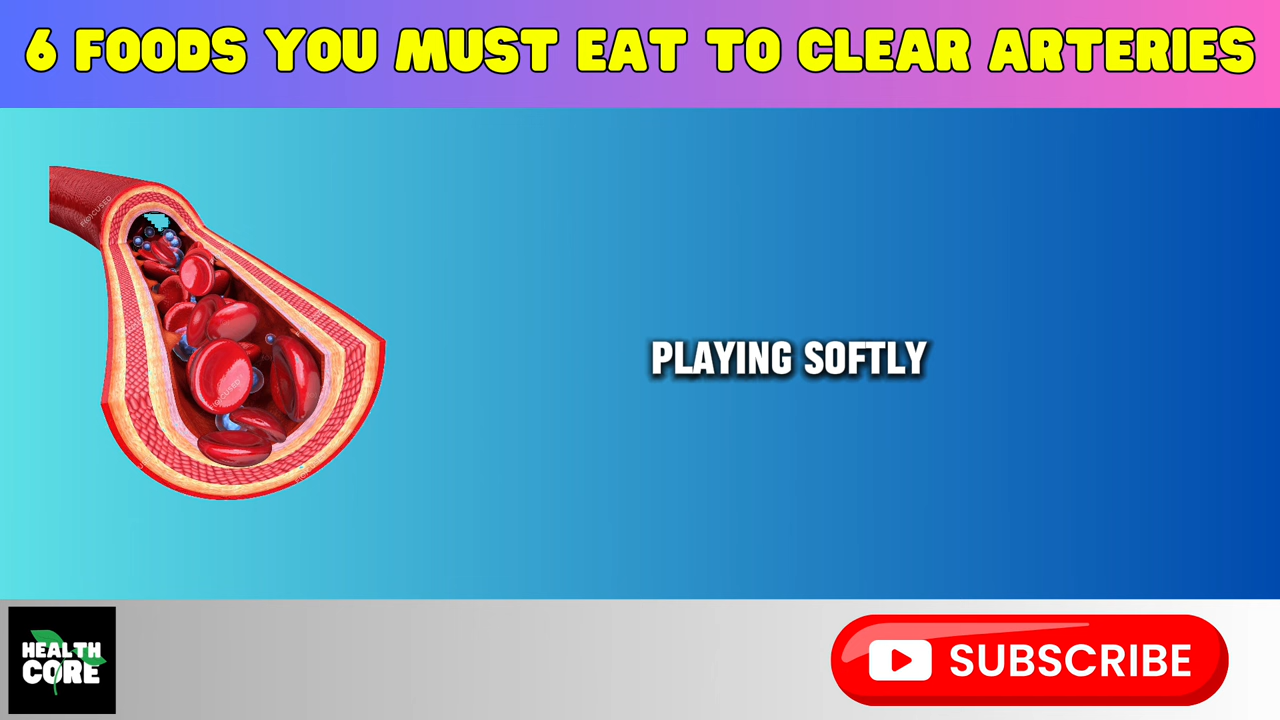 6 FOODS YOU MUST EAT TO CLEAR ARTERIES
PLAYING SOFTLY
HEALTH
CORE
SUBSCRIBE